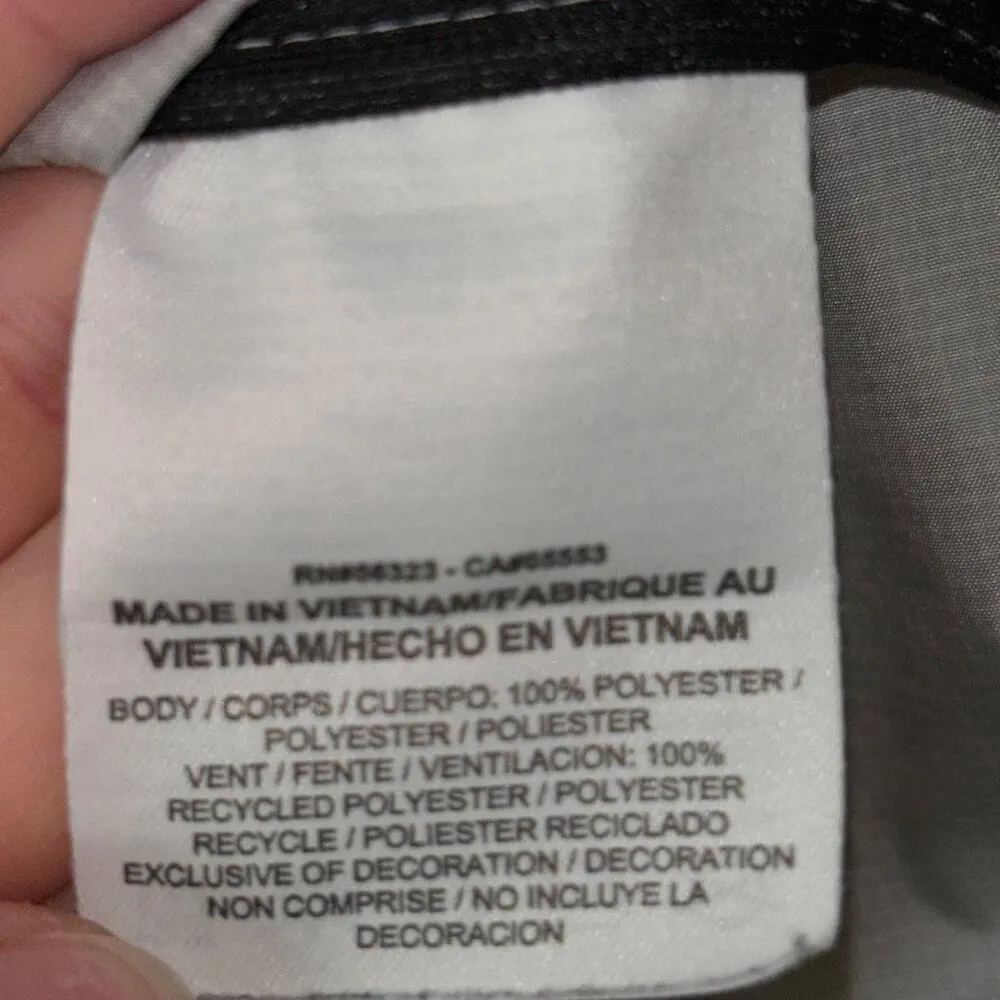 RN#56323 - CA#05553
MADE IN VIETNAM/FABRIQUE AU
VIETNAM/HECHO EN VIETNAM
BODY / CORPS / CUERPO: 100% POLYESTER /
POLYESTER / POLIESTER
VENT / FENTE / VENTILACION: 100%
RECYCLED POLYESTER / POLYESTER
RECYCLE / POLIESTER RECICLADO
EXCLUSIVE OF DECORATION / DECORATION
NON COMPRISE / NO INCLUYE LA
DECORACION